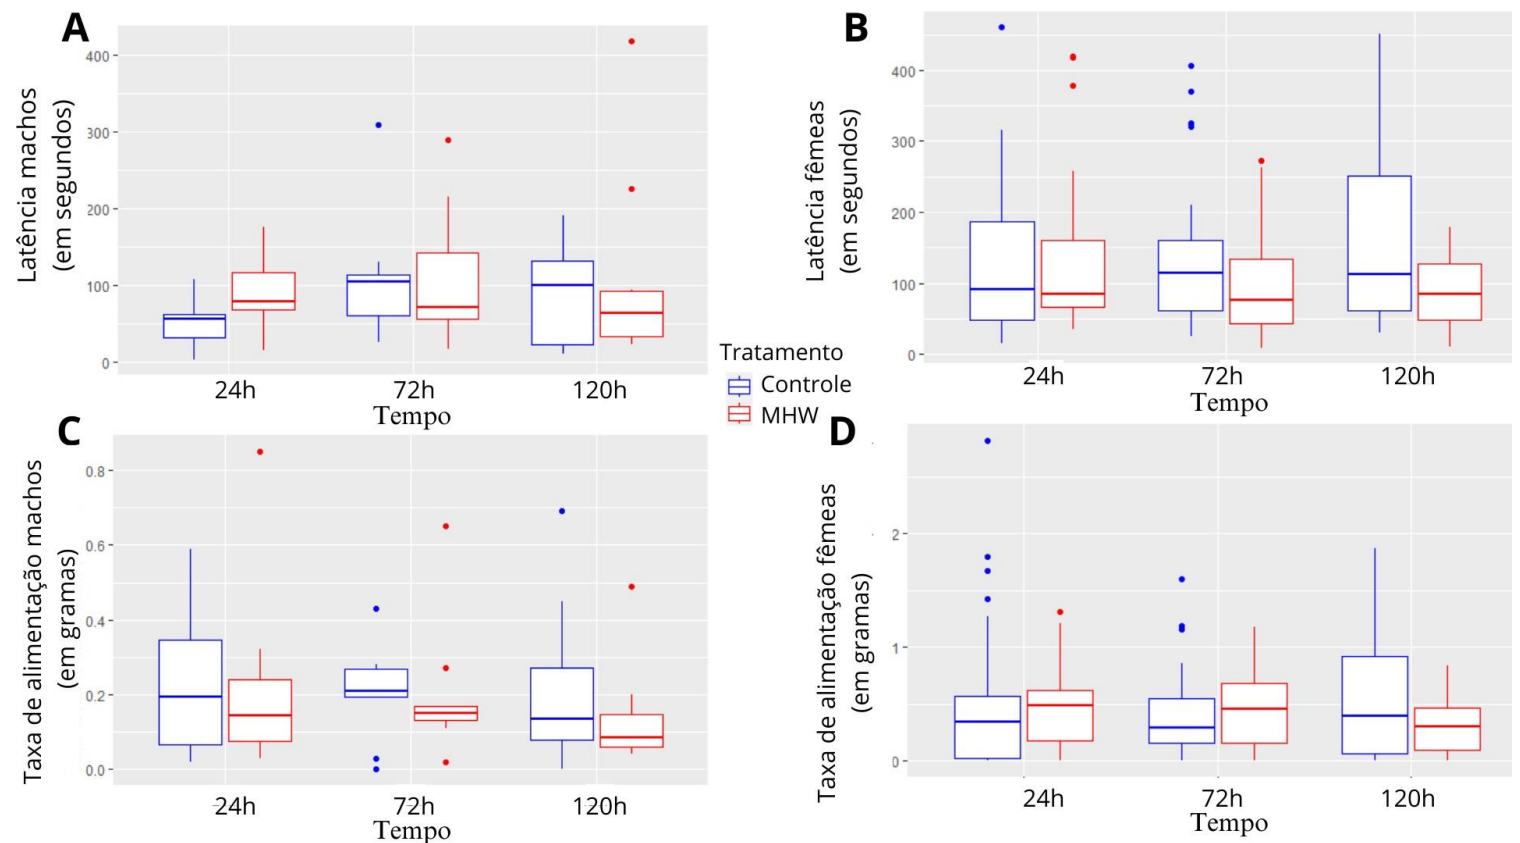 A
Latência machos
(em segundos)
400
300
200
100
0
24h
72h
120h
Tempo
B
Latência fêmeas
(em segundos)
400
300
200
100
0
24h
72h
120h
Tempo
Tratamento
Controle
MHW
C
Taxa de alimentação machos
(em gramas)
0.8
0.6
0.4
0.2
0.0
24h
72h
120h
Tempo
D
Taxa de alimentação fêmeas
(em gramas)
2
1
0
24h
72h
120h
Tempo